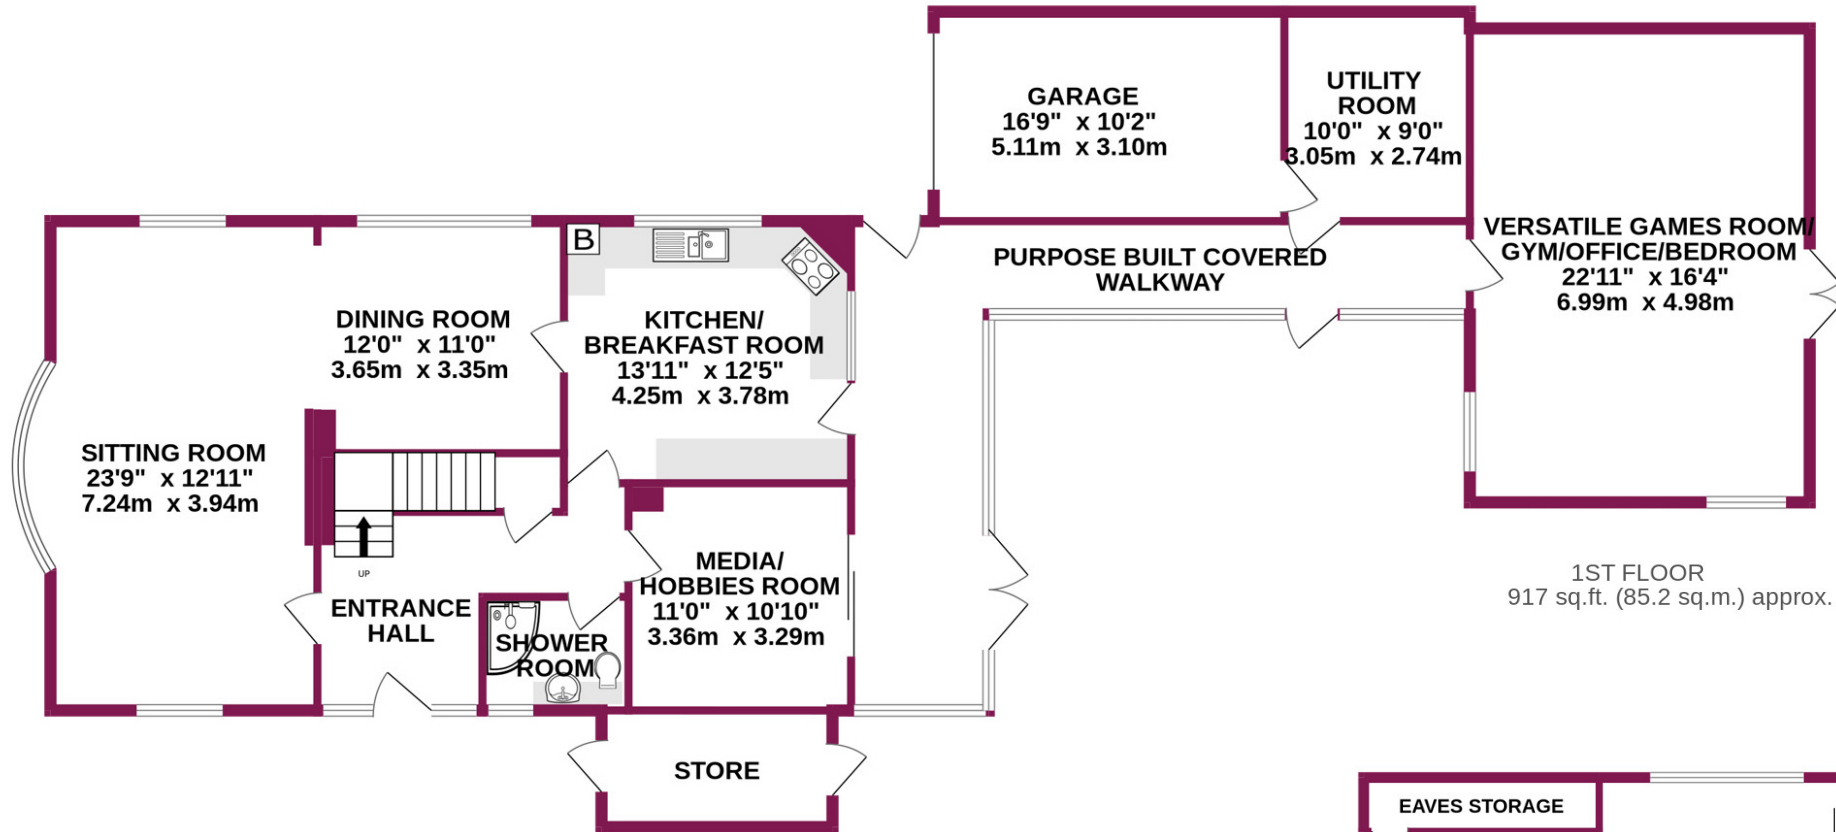 GARAGE
16'9" x 10'2"
5.11m x 3.10m
UTILITY
ROOM
10'0" x 9'0"
3.05m x 2.74m
VERSATILE GAMES ROOM/
GYM/OFFICE/BEDROOM
22'11" x 16'4"
6.99m x 4.98m
PURPOSE BUILT COVERED
WALKWAY
B
KITCHEN/
BREAKFAST ROOM
13'11" x 12'5"
4.25m x 3.78m
DINING ROOM
12'0" x 11'0"
3.65m x 3.35m
SITTING ROOM
23'9" x 12'11"
7.24m x 3.94m
UP
ENTRANCE
HALL
SHOWER
ROOM
MEDIA/
HOBBIES ROOM
11'0" x 10'10"
3.36m x 3.29m
STORE
1ST FLOOR
917 sq.ft. (85.2 sq.m.) approx.
EAVES STORAGE